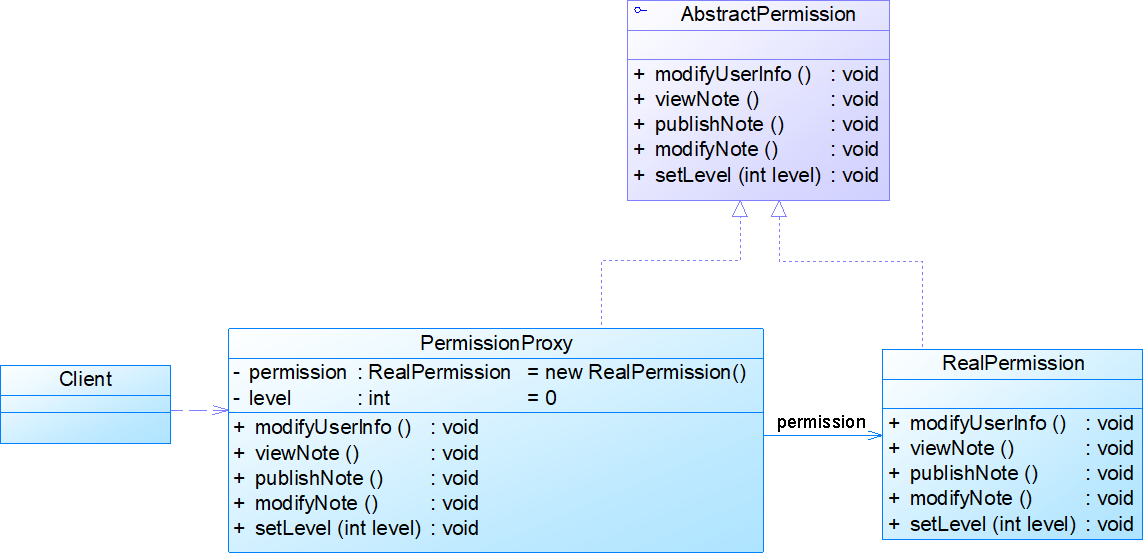 AbstractPermission
+ modifyUserInfo () : void
+ viewNote () : void
+ publishNote () : void
+ modifyNote () : void
+ setLevel (int level) : void
PermissionProxy
- permission : RealPermission = new RealPermission()
- level : int = 0
+ modifyUserInfo () : void
+ viewNote () : void
+ publishNote () : void
+ modifyNote () : void
+ setLevel (int level) : void
Client
permission
RealPermission
+ modifyUserInfo () : void
+ viewNote () : void
+ publishNote () : void
+ modifyNote () : void
+ setLevel (int level) : void